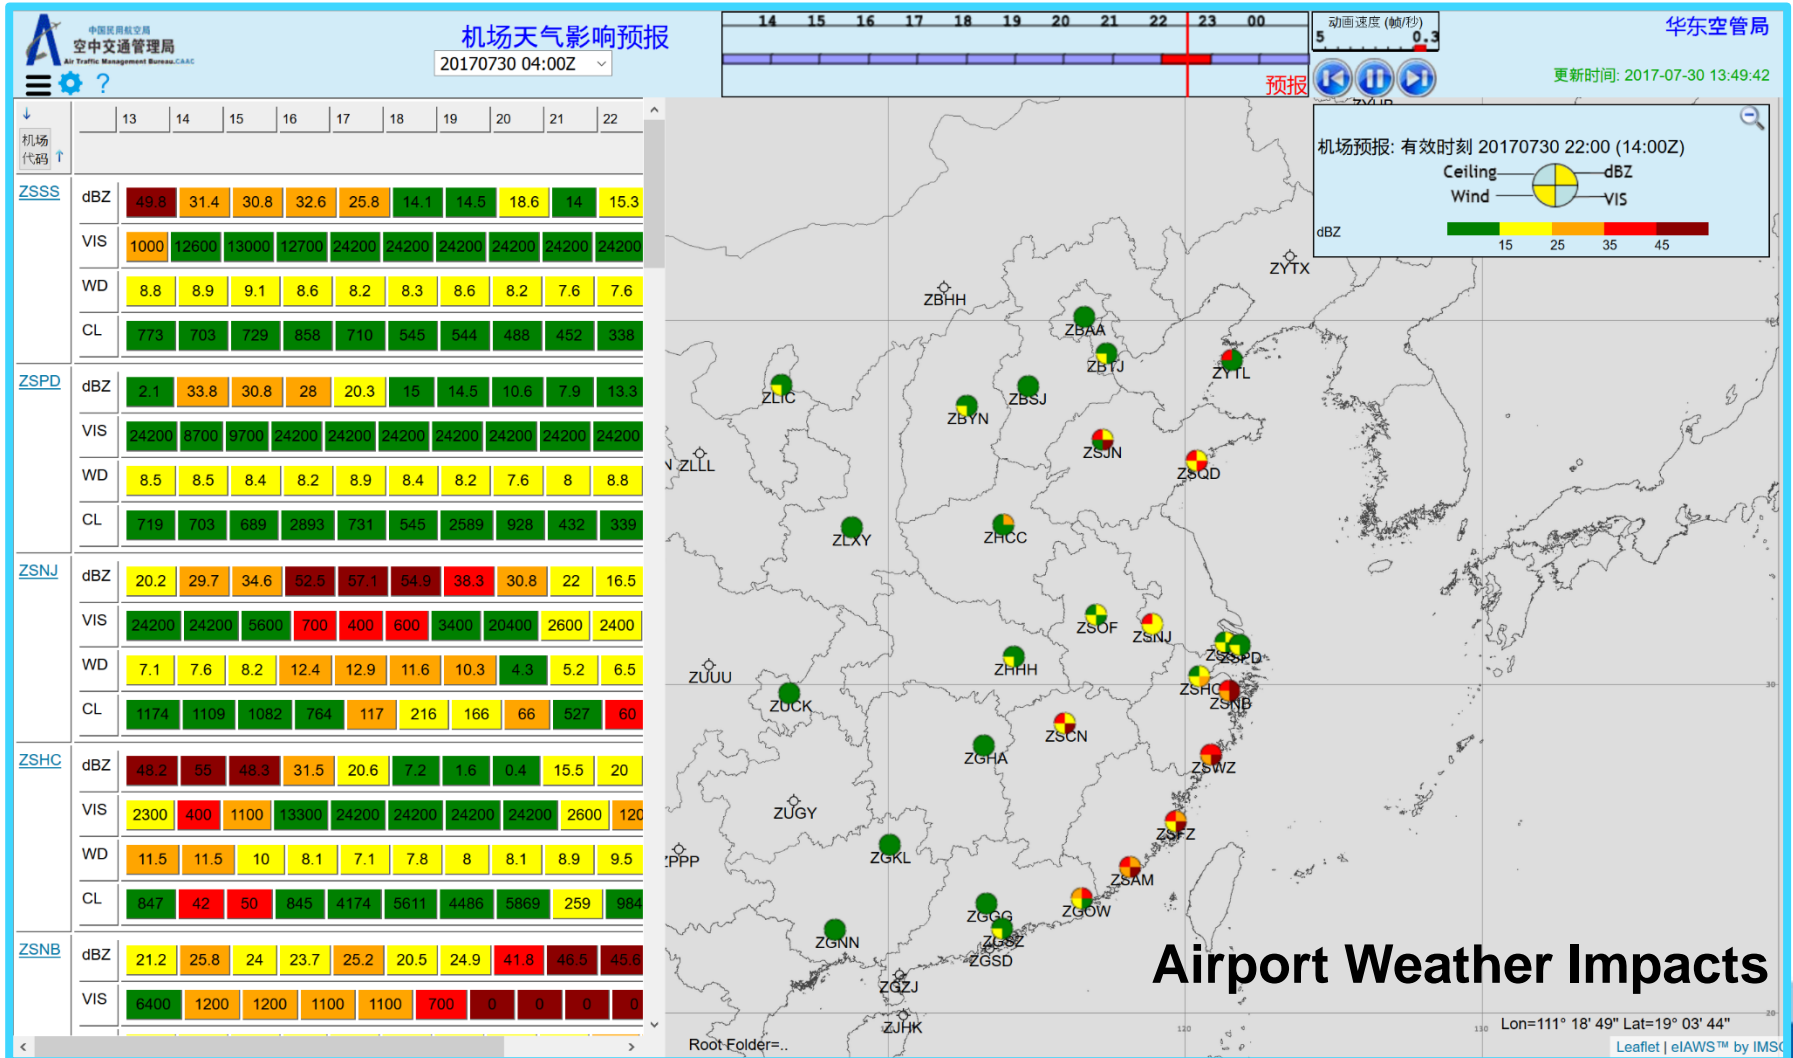 中国民用航空局
空中交通管理局
Air Traffic Management Bureau.CAAC
?
机场天气影响预报
20170730 04:00Z
14 15 16 17 18 19 20 21 22 23 00
预报
动画速度 (帧/秒)
5 0.3
华东空管局
更新时间: 2017-07-30 13:49:42
机场
代码
13 14 15 16 17 18 19 20 21 22
ZSSS
dBZ 49.8 31.4 30.8 32.6 25.8 14.1 14.5 18.6 14 15.3
VIS 1000 12600 13000 12700 24200 24200 24200 24200 24200 24200
WD 8.8 8.9 9.1 8.6 8.2 8.3 8.6 8.2 7.6 7.6
CL 773 703 729 858 710 545 544 488 452 338
ZSPD
dBZ 2.1 33.8 30.8 28 20.3 15 14.5 10.6 7.9 13.3
VIS 24200 8700 9700 24200 24200 24200 24200 24200 24200 24200
WD 8.5 8.5 8.4 8.2 8.9 8.4 8.2 7.6 8 8.8
CL 719 703 689 2893 731 545 2589 928 432 339
ZSNJ
dBZ 20.2 29.7 34.6 52.5 57.1 54.9 38.3 30.8 22 16.5
VIS 24200 24200 5600 700 400 600 3400 20400 2600 2400
WD 7.1 7.6 8.2 12.4 12.9 11.6 10.3 4.3 5.2 6.5
CL 1174 1109 1082 764 117 216 166 66 527 60
ZSHC
dBZ 48.2 55 48.3 31.5 20.6 7.2 1.6 0.4 15.5 20
VIS 2300 400 1100 13300 24200 24200 24200 24200 2600 120
WD 11.5 11.5 10 8.1 7.1 7.8 8 8.1 8.9 9.5
CL 847 42 50 845 4174 5611 4486 5869 259 984
ZSNB
dBZ 21.2 25.8 24 23.7 25.2 20.5 24.9 41.8 46.5 45.6
VIS 6400 1200 1200 1100 1100 700 0 0 0 0
机场预报: 有效时刻 20170730 22:00 (14:00Z)
Ceiling dBZ
Wind VIS
dBZ
15 25 35 45
ZYTX
ZBHH
ZBAA
ZBTJ
ZYTL
ZLIC
ZBSJ
ZBYN
ZSJN
ZLLL
ZSQD
ZLXY
ZHCC
ZSOF
ZSNJ
ZSPD
ZHHH
ZUUU
ZSHC
ZUCK
ZSNB
ZSCN
ZGHA
ZSWZ
ZUGY
ZSFZ
ZPPP
ZGKL
ZSAM
ZGOW
ZGGG
ZGNN
ZGSZ
ZGSD
ZGZJ
ZJHK
30
120
130
20
Airport Weather Impacts
Lon=111° 18' 49" Lat=19° 03' 44"
Root Folder=..
Leaflet | eIAWS™ by IMSG